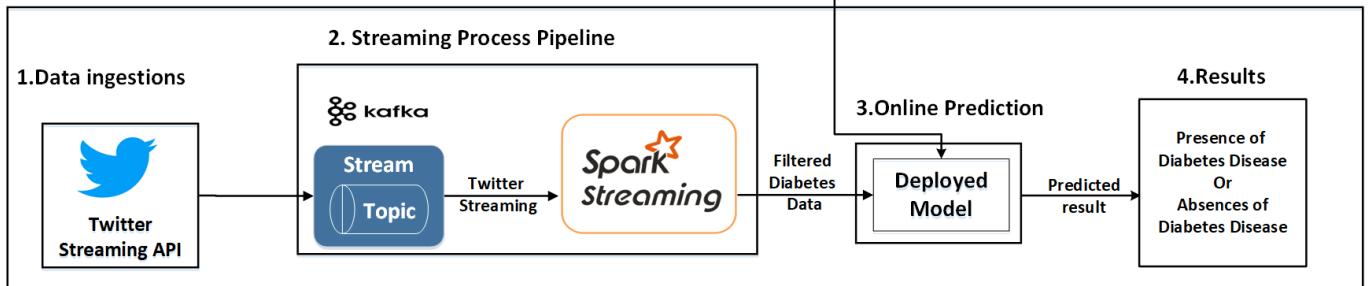 1.Data ingestions
Twitter
Streaming API
2. Streaming Process Pipeline
kafka
Stream
Topic
Twitter
Streaming
Spark
Streaming
Filtered
Diabetes
Data
3.Online Prediction
Deployed
Model
Predicted
result
4.Results
Presence of
Diabetes Disease
Or
Absences of
Diabetes Disease